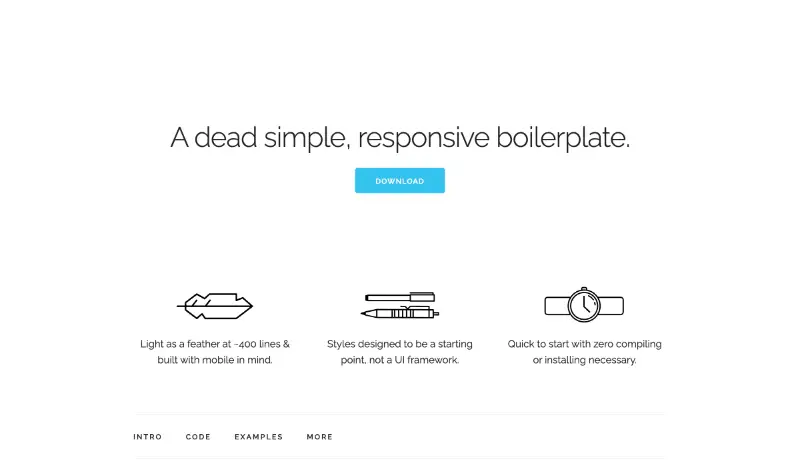 A dead simple, responsive boilerplate.
DOWNLOAD
Light as a feather at ~400 lines &
built with mobile in mind.
Styles designed to be a starting
point, not a UI framework.
Quick to start with zero compiling
or installing necessary.
INTRO CODE EXAMPLES MORE